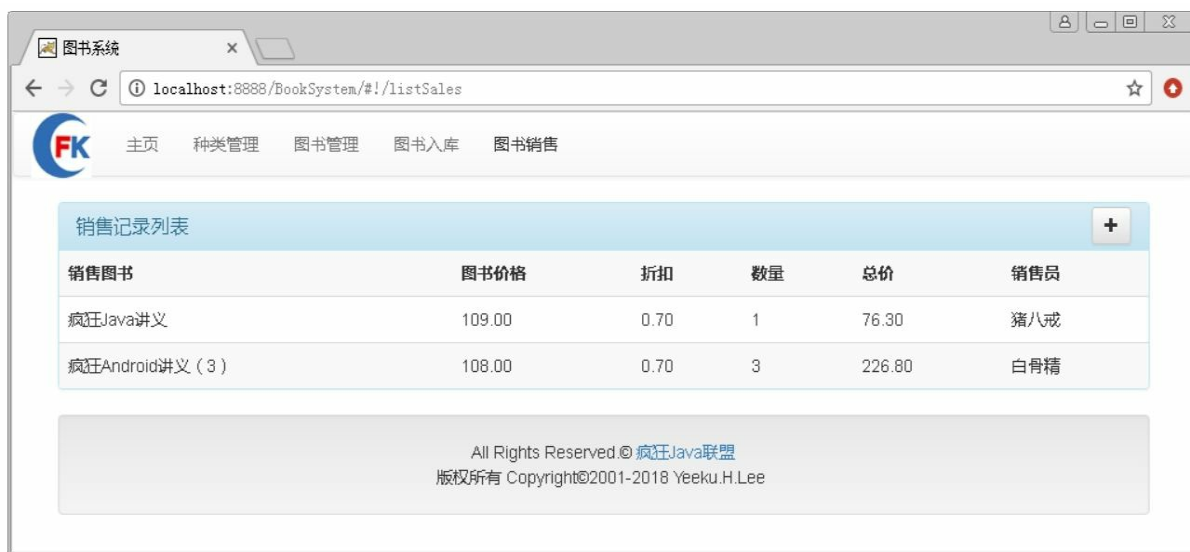 图书系统
localhost:8888/BookSystem/#!/listSales
FK 主页 种类管理 图书管理 图书入库 图书销售
销售记录列表
销售图书 图书价格 折扣 数量 总价 销售员
疯狂Java讲义 109.00 0.70 1 76.30 猪八戒
疯狂Android讲义（3） 108.00 0.70 3 226.80 白骨精
All Rights Reserved.© 疯狂Java联盟
版权所有 Copyright©2001-2018 Yeeku.H.Lee